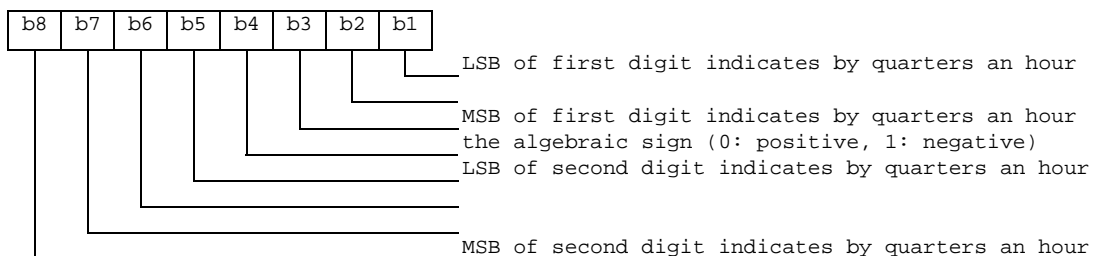 b8 b7 b6 b5 b4 b3 b2 b1
LSB of first digit indicates by quarters an hour
MSB of first digit indicates by quarters an hour
the algebraic sign (0: positive, 1: negative)
LSB of second digit indicates by quarters an hour
MSB of second digit indicates by quarters an hour